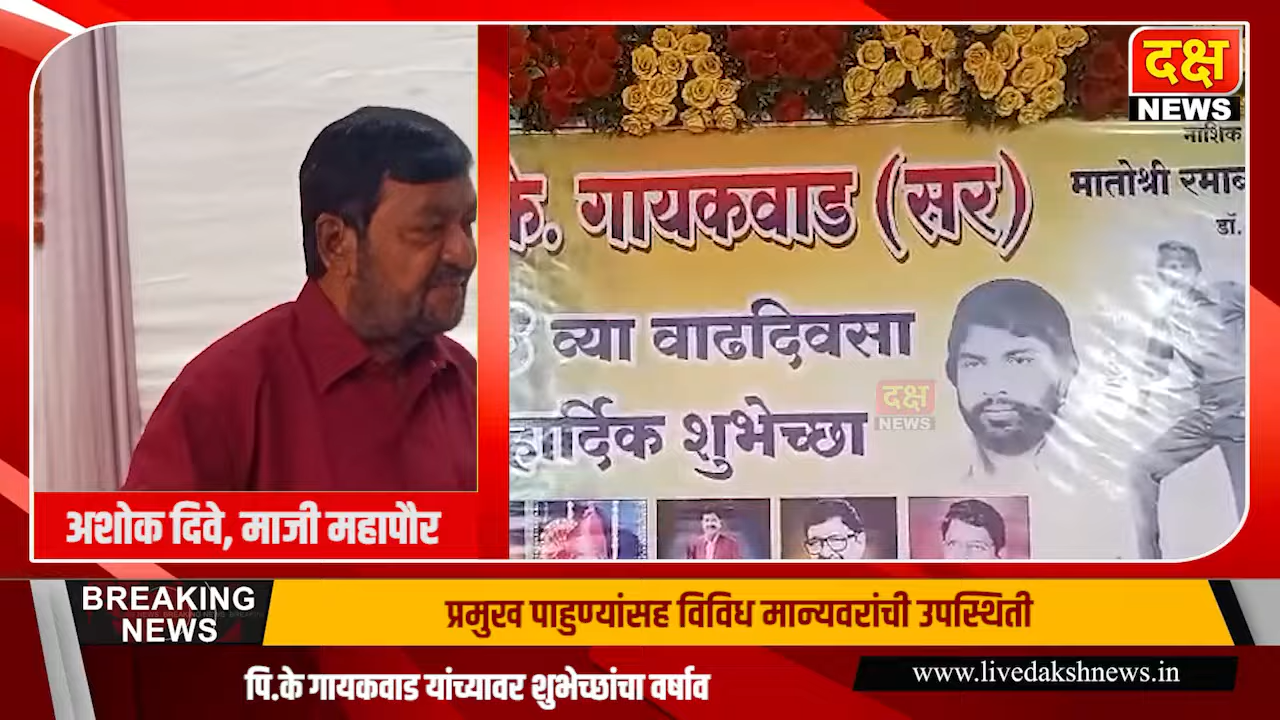 दक्ष
NEWS
नाशिक
मातोश्री
डॉ.
के. गायकवाड (सर)
व्या वाढदिवसा
हार्दिक शुभेच्छा
दक्ष
NEWS
अशोक दिवे, माजी महापौर
BREAKING
NEWS
प्रमुख पाहुण्यांसह विविध मान्यवरांची उपस्थिती
पि.के गायकवाड यांच्यावर शुभेच्छांचा वर्षाव
www.livedakshnews.in